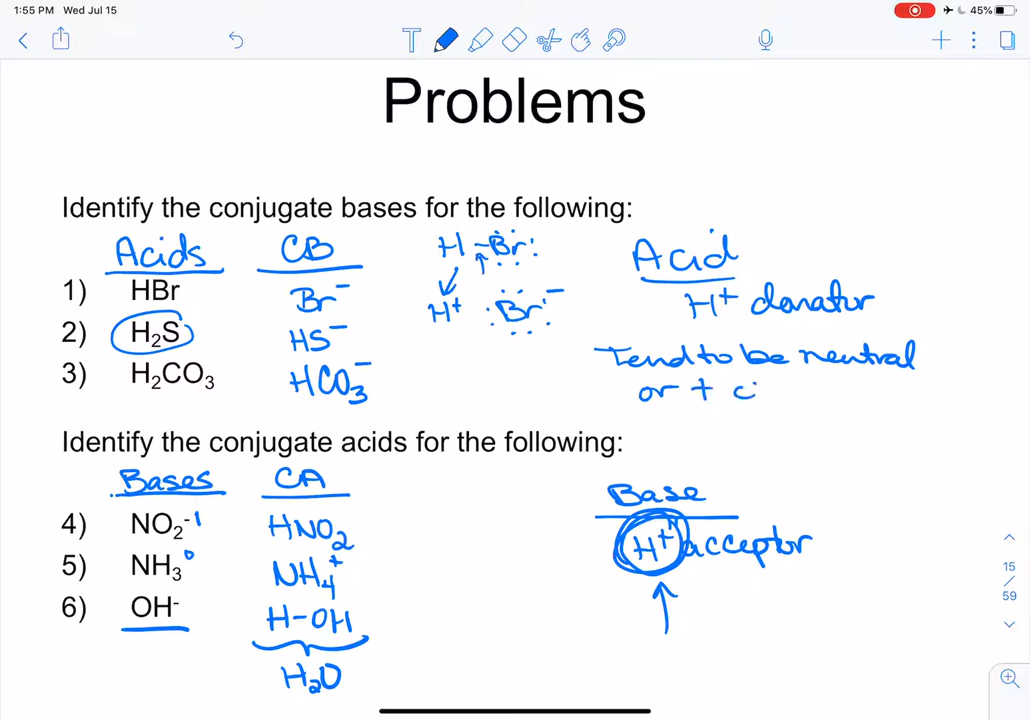 1:55 PM Wed Jul 15
45%
T
Problems
Identify the conjugate bases for the following:
Acids CB
1) HBr Br⁻
2) H₂S HS⁻
3) H₂CO₃ HCO₃⁻
H-Br:
H⁺ :Br:⁻
Acid
H⁺ donator
Tend to be neutral
or + c
Identify the conjugate acids for the following:
Bases CA
4) NO₂⁻¹ HNO₂
5) NH₃⁰ NH₄⁺
6) OH⁻ H-OH
H₂O
Base
H⁺ acceptor
15
/
59